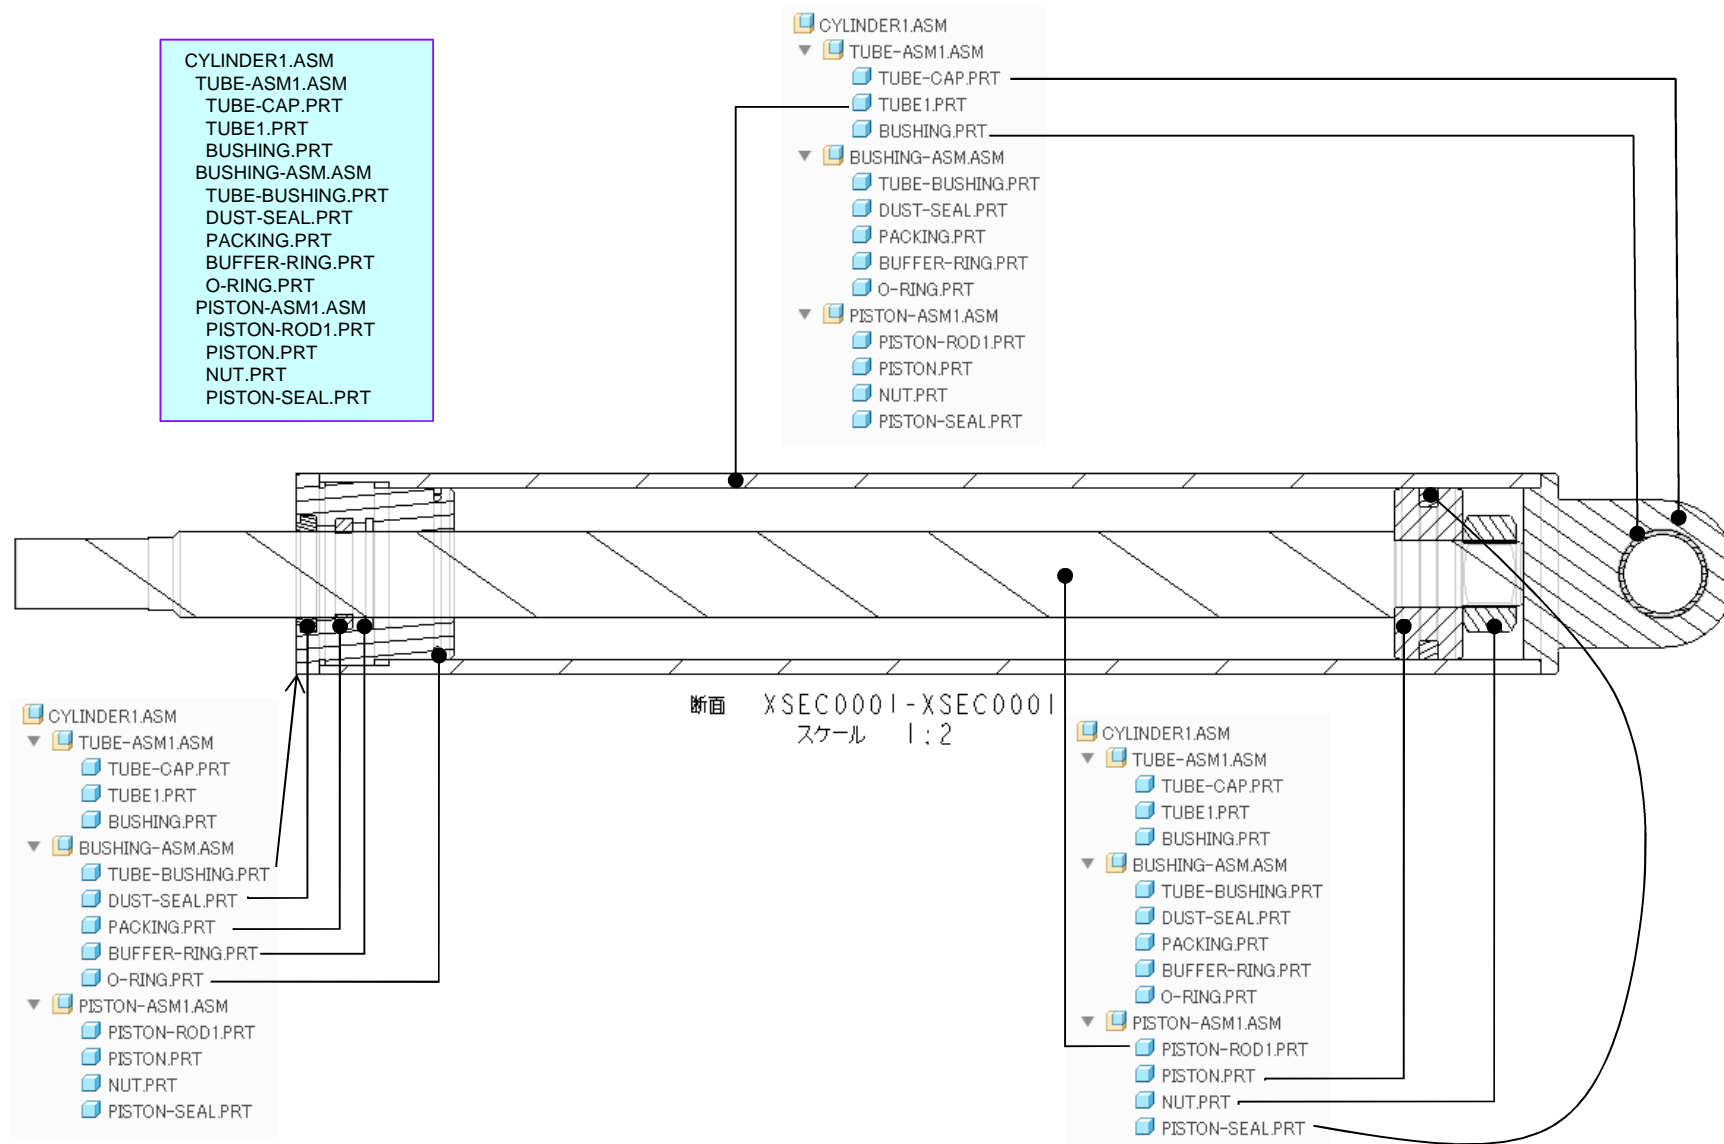 CYLINDER1.ASM
TUBE-ASM1.ASM
TUBE-CAP.PRT
TUBE1.PRT
BUSHING.PRT
BUSHING-ASM.ASM
TUBE-BUSHING.PRT
DUST-SEAL.PRT
PACKING.PRT
BUFFER-RING.PRT
O-RING.PRT
PISTON-ASM1.ASM
PISTON-ROD1.PRT
PISTON.PRT
NUT.PRT
PISTON-SEAL.PRT
CYLINDER1.ASM
TUBE-ASM1.ASM
TUBE-CAP.PRT
TUBE1.PRT
BUSHING.PRT
BUSHING-ASM.ASM
TUBE-BUSHING.PRT
DUST-SEAL.PRT
PACKING.PRT
BUFFER-RING.PRT
O-RING.PRT
PISTON-ASM1.ASM
PISTON-ROD1.PRT
PISTON.PRT
NUT.PRT
PISTON-SEAL.PRT
断面 XSEC0001-XSEC0001
スケール 1:2
CYLINDER1.ASM
TUBE-ASM1.ASM
TUBE-CAP.PRT
TUBE1.PRT
BUSHING.PRT
BUSHING-ASM.ASM
TUBE-BUSHING.PRT
DUST-SEAL.PRT
PACKING.PRT
BUFFER-RING.PRT
O-RING.PRT
PISTON-ASM1.ASM
PISTON-ROD1.PRT
PISTON.PRT
NUT.PRT
PISTON-SEAL.PRT
CYLINDER1.ASM
TUBE-ASM1.ASM
TUBE-CAP.PRT
TUBE1.PRT
BUSHING.PRT
BUSHING-ASM.ASM
TUBE-BUSHING.PRT
DUST-SEAL.PRT
PACKING.PRT
BUFFER-RING.PRT
O-RING.PRT
PISTON-ASM1.ASM
PISTON-ROD1.PRT
PISTON.PRT
NUT.PRT
PISTON-SEAL.PRT